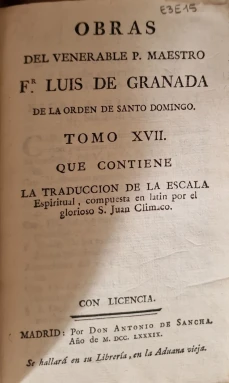 E3E15
OBRAS
DEL VENERABLE P. MAESTRO
F.R LUIS DE GRANADA
DE LA ORDEN DE SANTO DOMINGO.
TOMO XVII.
QUE CONTIENE
LA TRADUCCION DE LA ESCALA
Espiritual, compuesta en latin por el
glorioso S. Juan Climaco.
CON LICENCIA.
MADRID: Por DON ANTONIO DE SANCHA.
Año de M. DCC. LXXXIX.
Se hallará en su Librería, en la Aduana vieja.